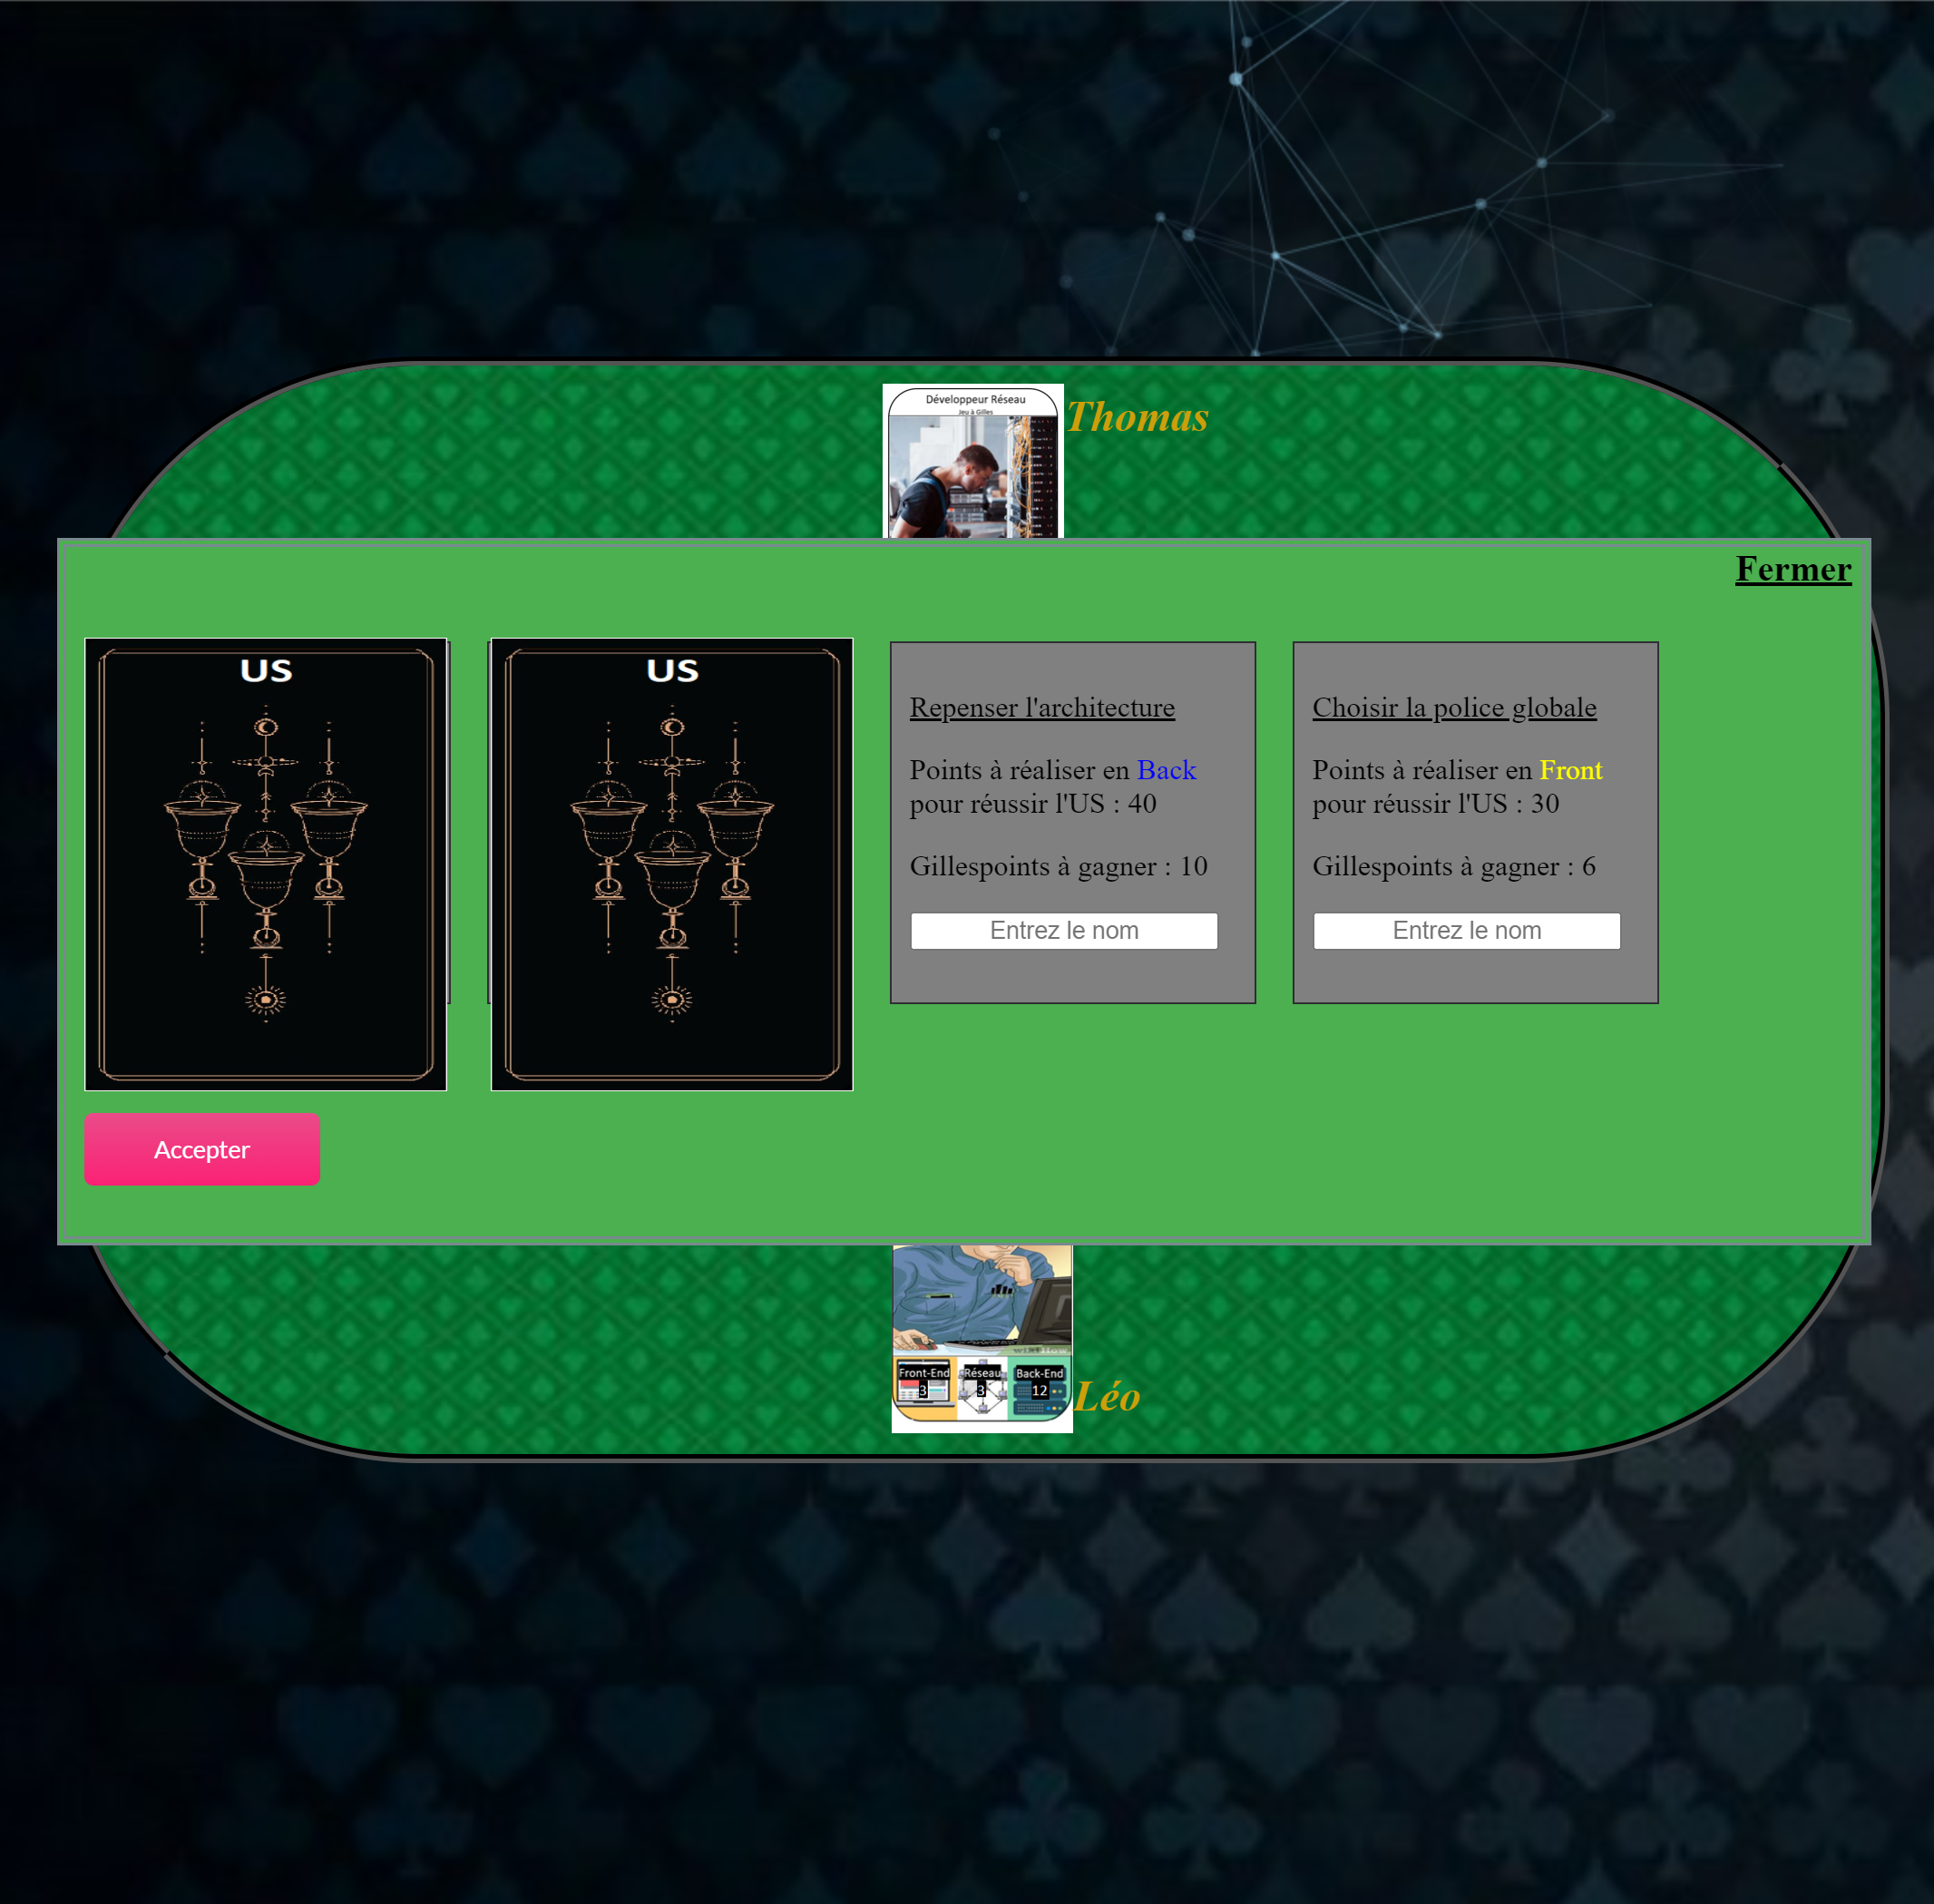 Développeur Réseau
Jeu à Gilles
Thomas
Fermer
US
US
Repenser l'architecture
Points à réaliser en Back
pour réussir l'US : 40
Gillespoints à gagner : 10
Entrez le nom
Choisir la police globale
Points à réaliser en Front
pour réussir l'US : 30
Gillespoints à gagner : 6
Entrez le nom
Accepter
Front-End
3
Réseau
3
Back-End
12
Léo